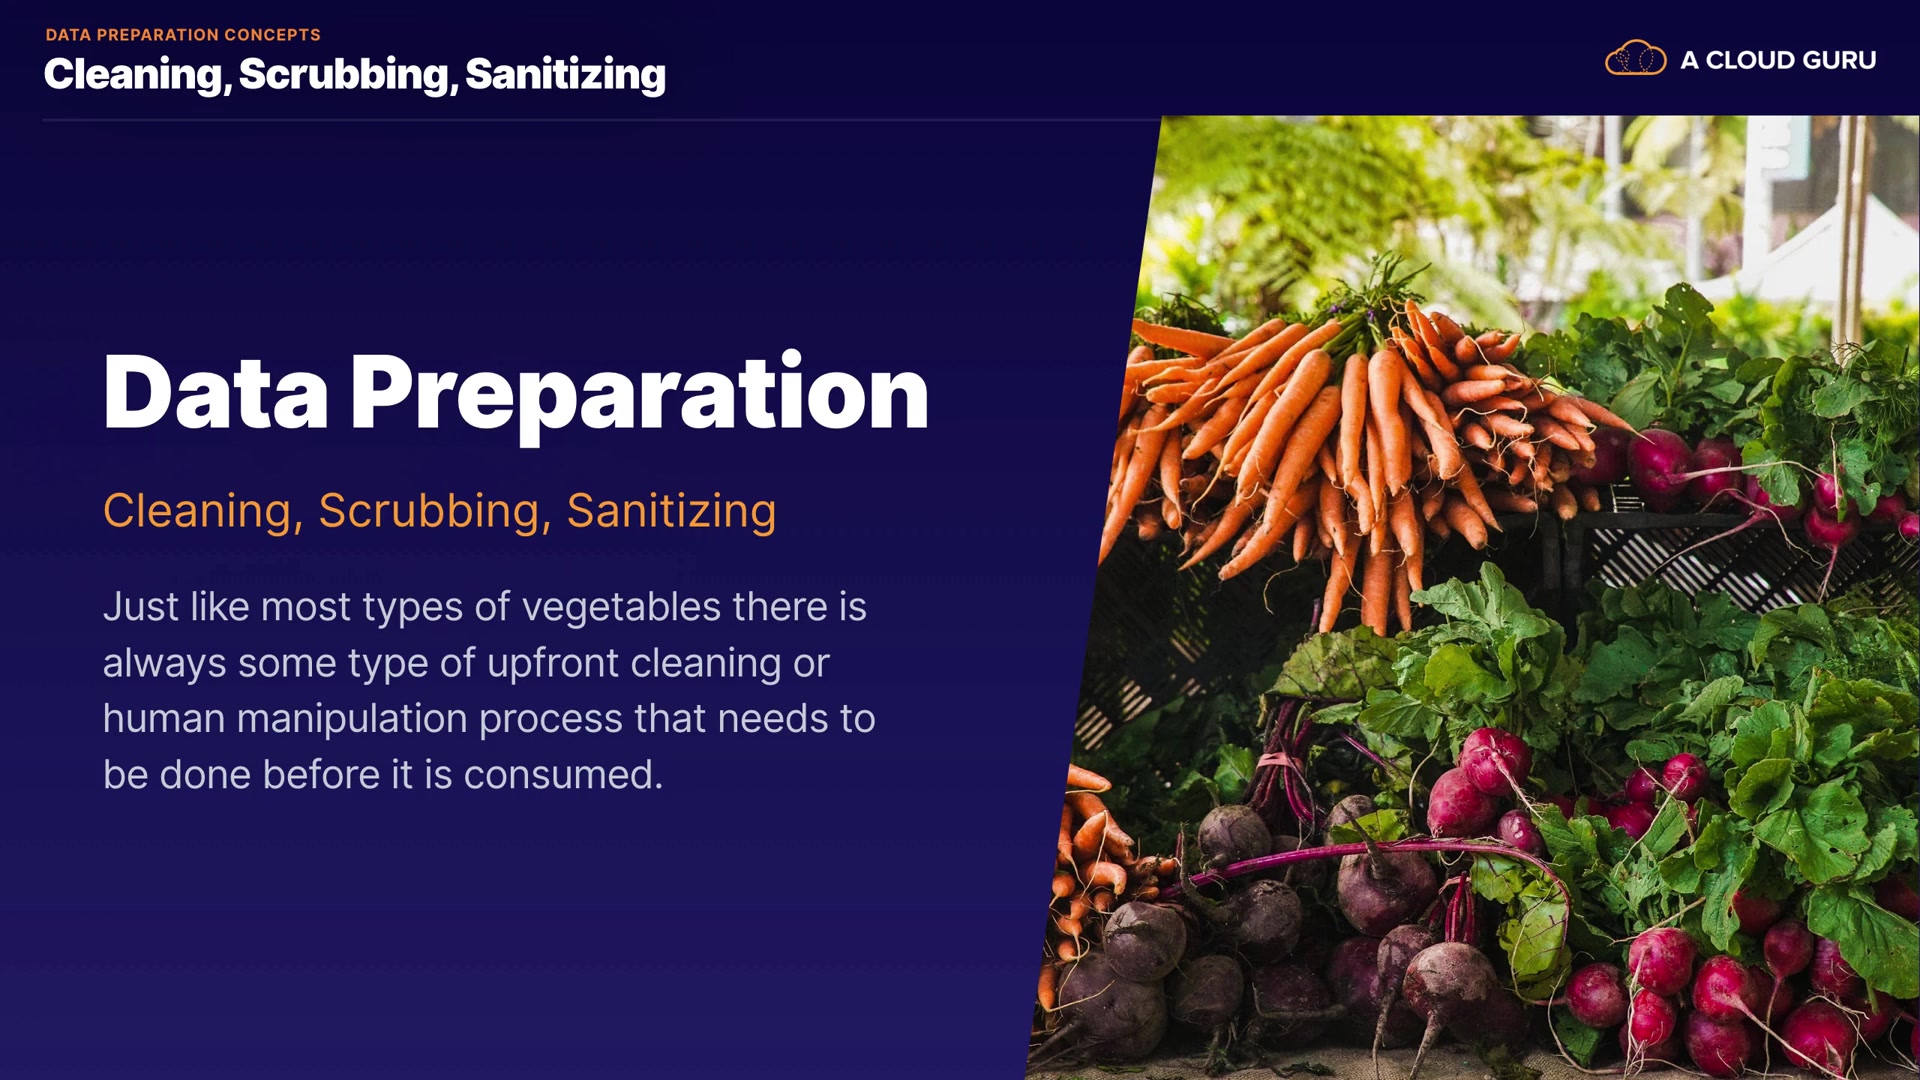 DATA PREPARATION CONCEPTS
Cleaning, Scrubbing, Sanitizing
A CLOUD GURU
Data Preparation
Cleaning, Scrubbing, Sanitizing
Just like most types of vegetables there is
always some type of upfront cleaning or
human manipulation process that needs to
be done before it is consumed.